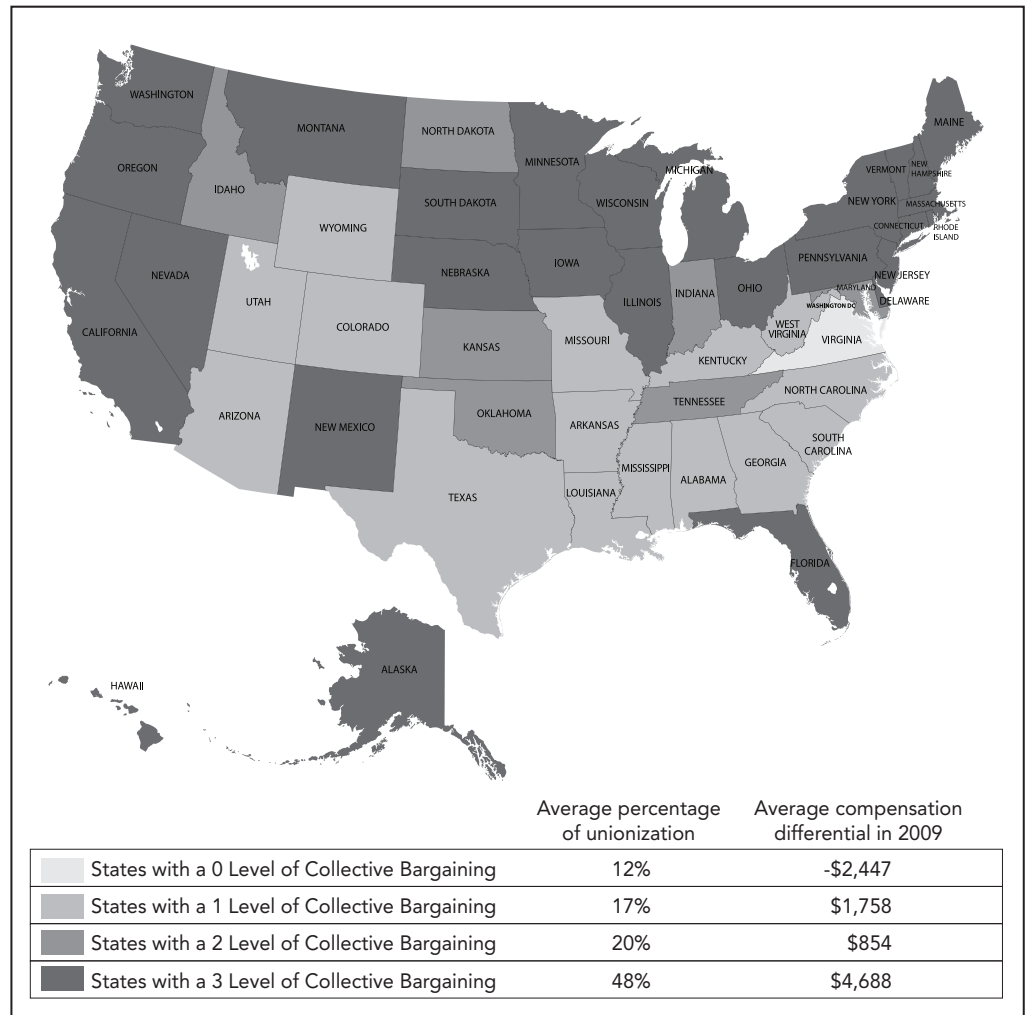 WASHINGTON
MONTANA
NORTH DAKOTA
MINNESOTA
MAINE
OREGON
IDAHO
SOUTH DAKOTA
WISCONSIN
MICHIGAN
VERMONT
NEW
HAMPSHIRE
NEW YORK
MASSACHUSETTS
CONNECTICUT
RHODE
ISLAND
WYOMING
NEVADA
UTAH
NEBRASKA
IOWA
ILLINOIS
INDIANA
OHIO
PENNSYLVANIA
NEW JERSEY
MARYLAND
DELAWARE
WASHINGTON DC
CALIFORNIA
COLORADO
KANSAS
MISSOURI
WEST
VIRGINIA
VIRGINIA
KENTUCKY
ARIZONA
NEW MEXICO
OKLAHOMA
ARKANSAS
TENNESSEE
NORTH CAROLINA
SOUTH
CAROLINA
TEXAS
LOUISIANA
MISSISSIPPI
ALABAMA
GEORGIA
FLORIDA
ALASKA
HAWAII
Average percentage
of unionization
Average compensation
differential in 2009
States with a 0 Level of Collective Bargaining 12% -$2,447
States with a 1 Level of Collective Bargaining 17% $1,758
States with a 2 Level of Collective Bargaining 20% $854
States with a 3 Level of Collective Bargaining 48% $4,688